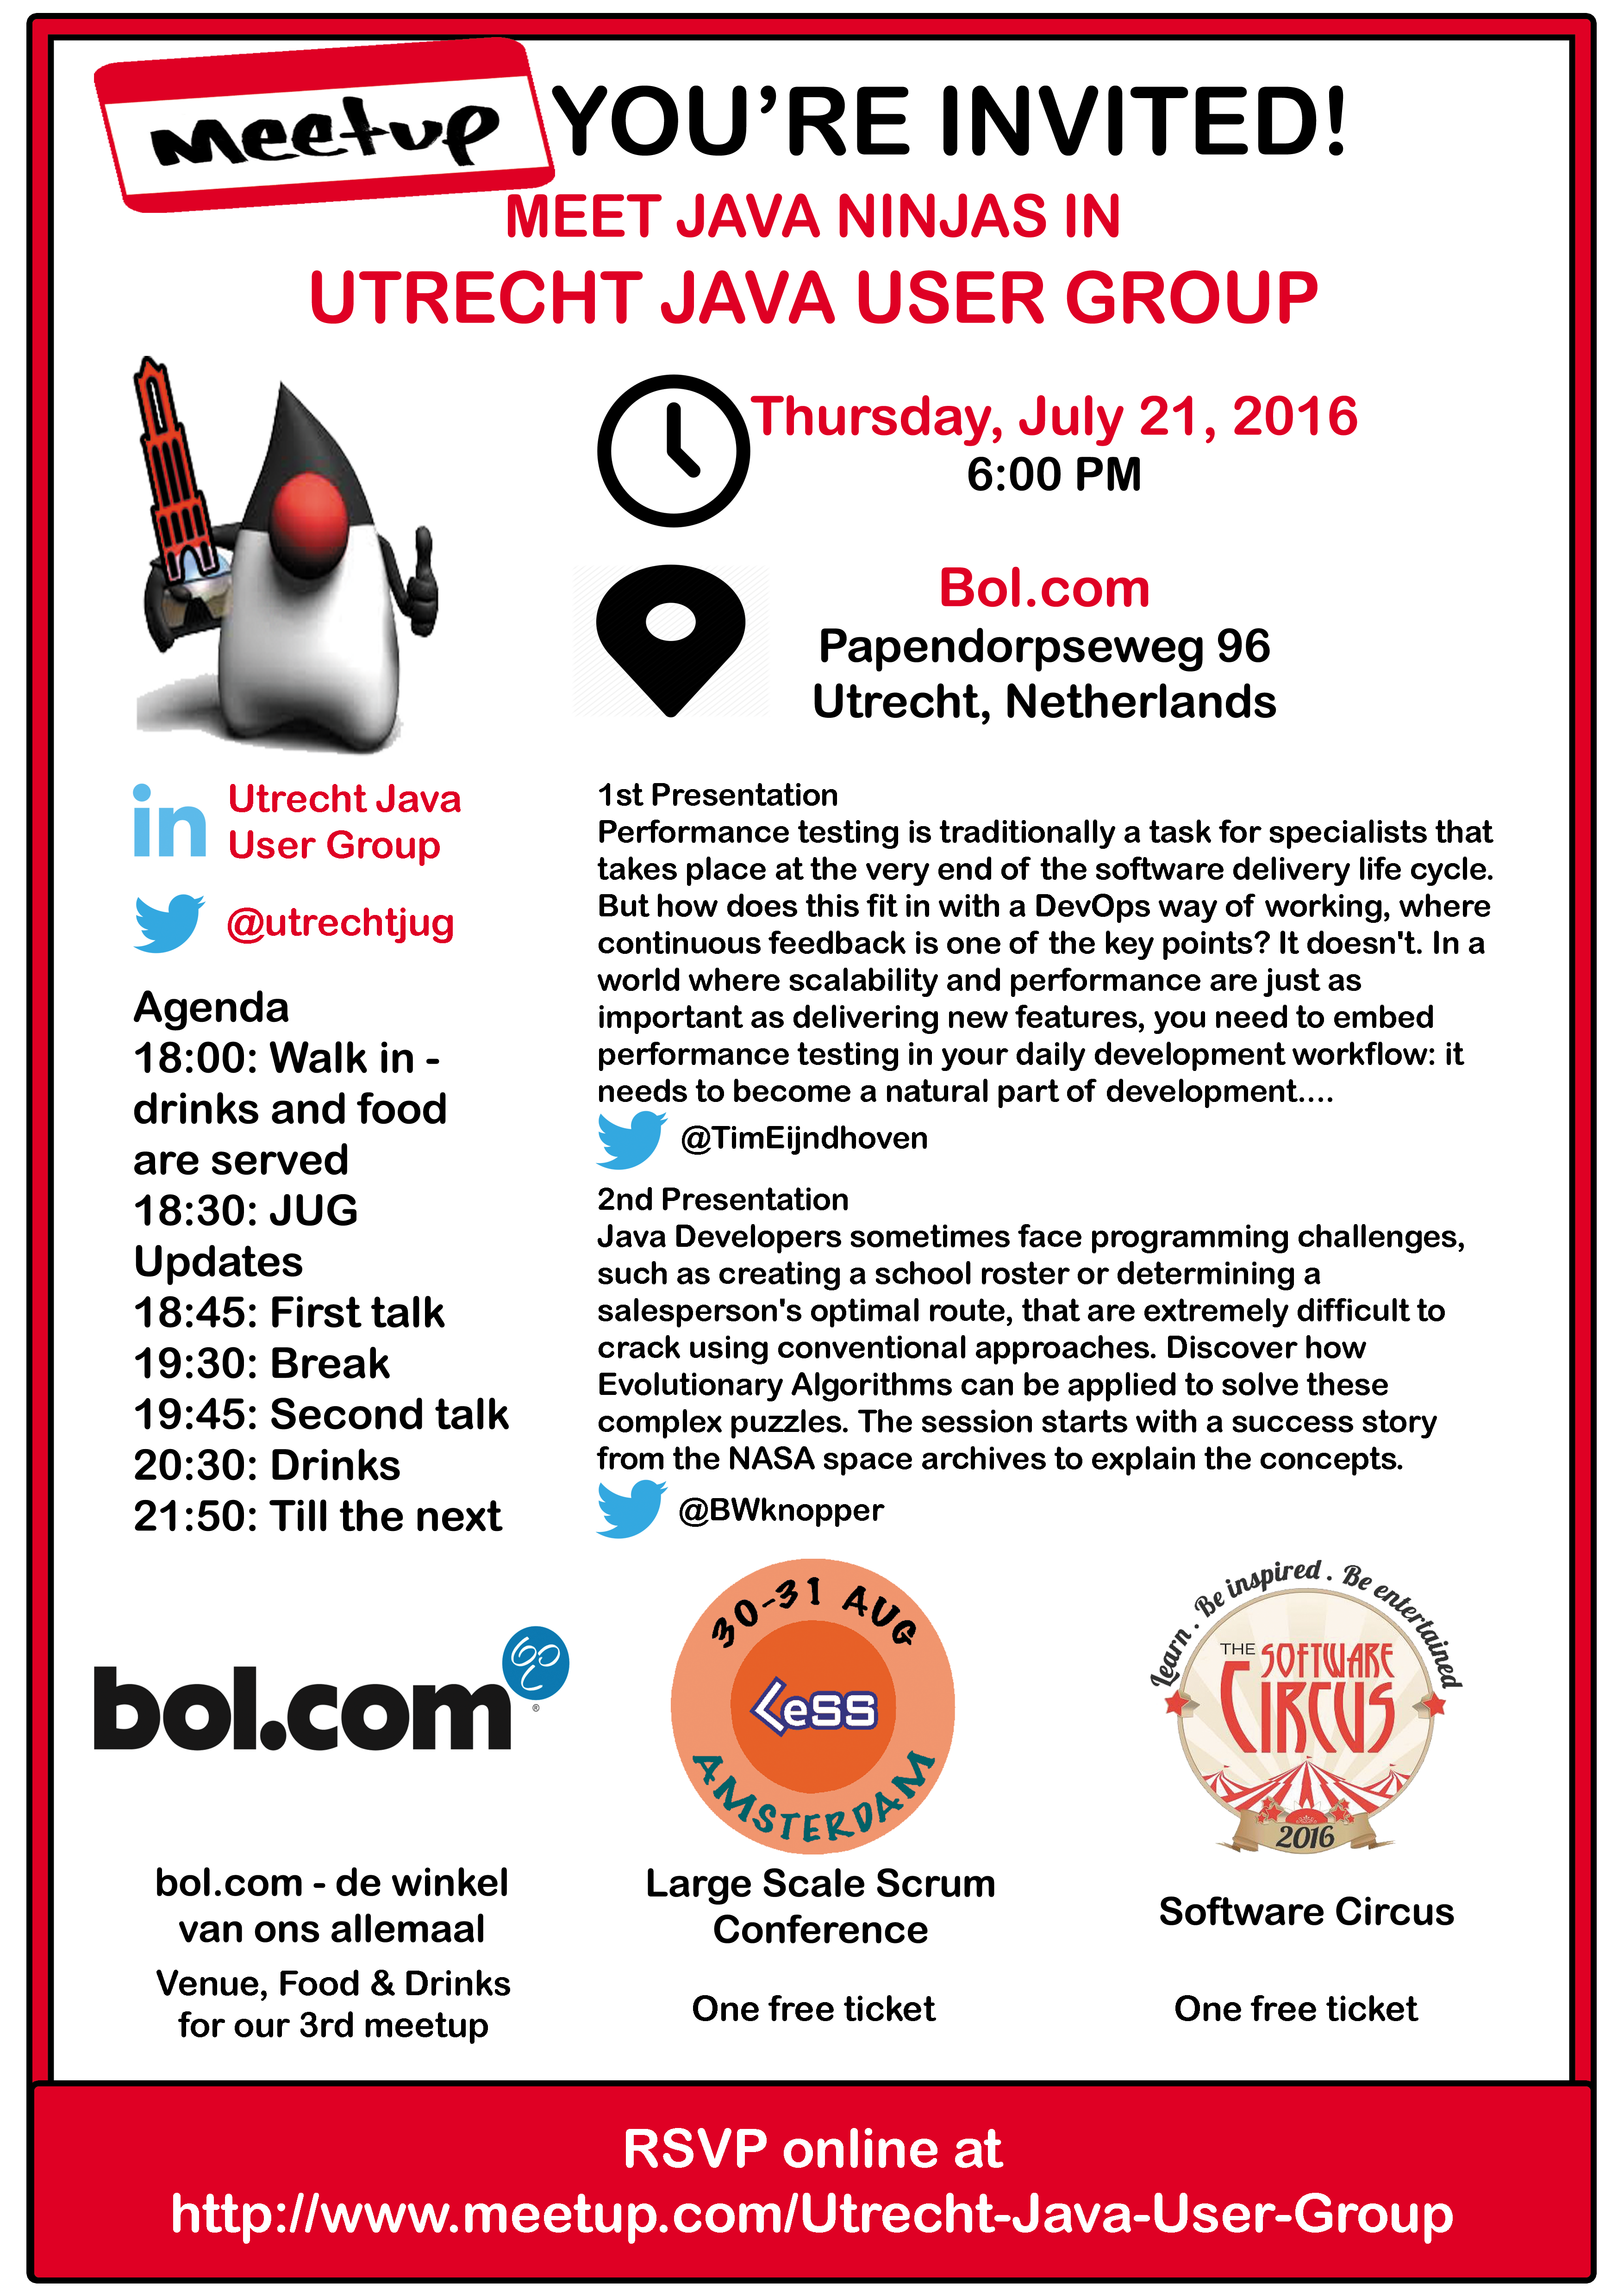 meetup
YOU'RE INVITED!
MEET JAVA NINJAS IN
UTRECHT JAVA USER GROUP
Thursday, July 21, 2016
6:00 PM
Bol.com
Papendorpseweg 96
Utrecht, Netherlands
in Utrecht Java
User Group
@utrechtjug
Agenda
18:00: Walk in -
drinks and food
are served
18:30: JUG
Updates
18:45: First talk
19:30: Break
19:45: Second talk
20:30: Drinks
21:50: Till the next
1st Presentation
Performance testing is traditionally a task for specialists that
takes place at the very end of the software delivery life cycle.
But how does this fit in with a DevOps way of working, where
continuous feedback is one of the key points? It doesn't. In a
world where scalability and performance are just as
important as delivering new features, you need to embed
performance testing in your daily development workflow: it
needs to become a natural part of development....
@TimEijndhoven
2nd Presentation
Java Developers sometimes face programming challenges,
such as creating a school roster or determining a
salesperson's optimal route, that are extremely difficult to
crack using conventional approaches. Discover how
Evolutionary Algorithms can be applied to solve these
complex puzzles. The session starts with a success story
from the NASA space archives to explain the concepts.
@BWknopper
bol.com
®
bol.com - de winkel
van ons allemaal
Venue, Food & Drinks
for our 3rd meetup
30-31 AUG
LeSS
AMSTERDAM
Large Scale Scrum
Conference
One free ticket
Learn . Be inspired . Be entertained
THE SOFTWARE
CIRCUS
2016
Software Circus
One free ticket
RSVP online at
http://www.meetup.com/Utrecht-Java-User-Group